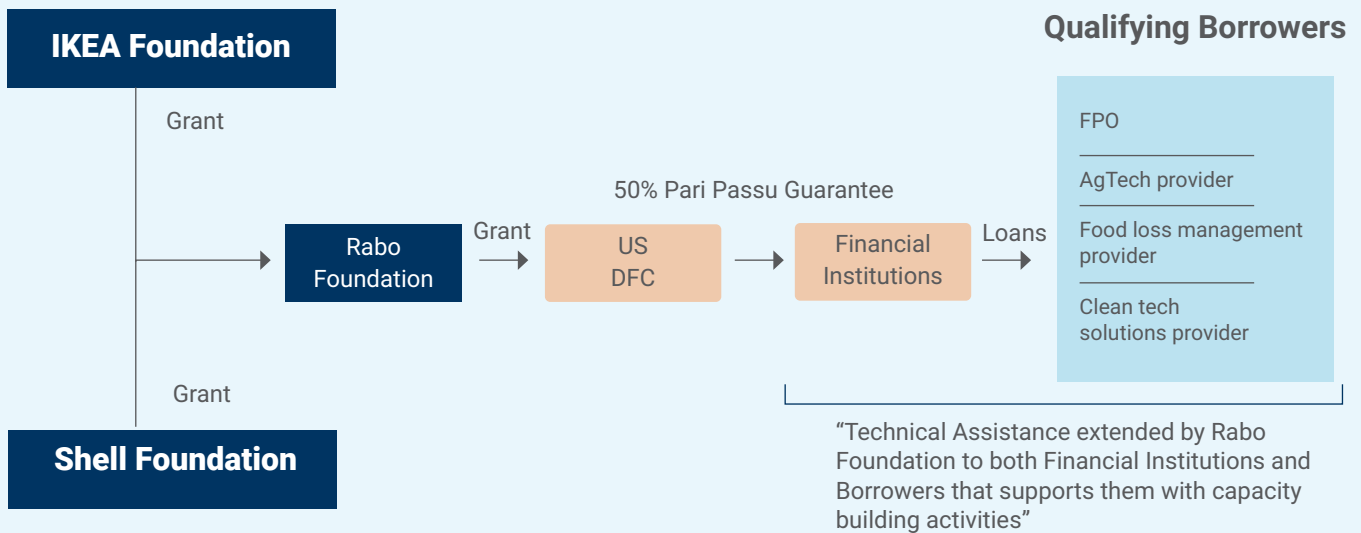 IKEA Foundation
Qualifying Borrowers
Grant
FPO
AgTech provider
50% Pari Passu Guarantee
Rabo
Foundation
Grant
US
DFC
Financial
Institutions
Loans
Food loss management
provider
Clean tech
solutions provider
Grant
Shell Foundation
“Technical Assistance extended by Rabo
Foundation to both Financial Institutions and
Borrowers that supports them with capacity
building activities”